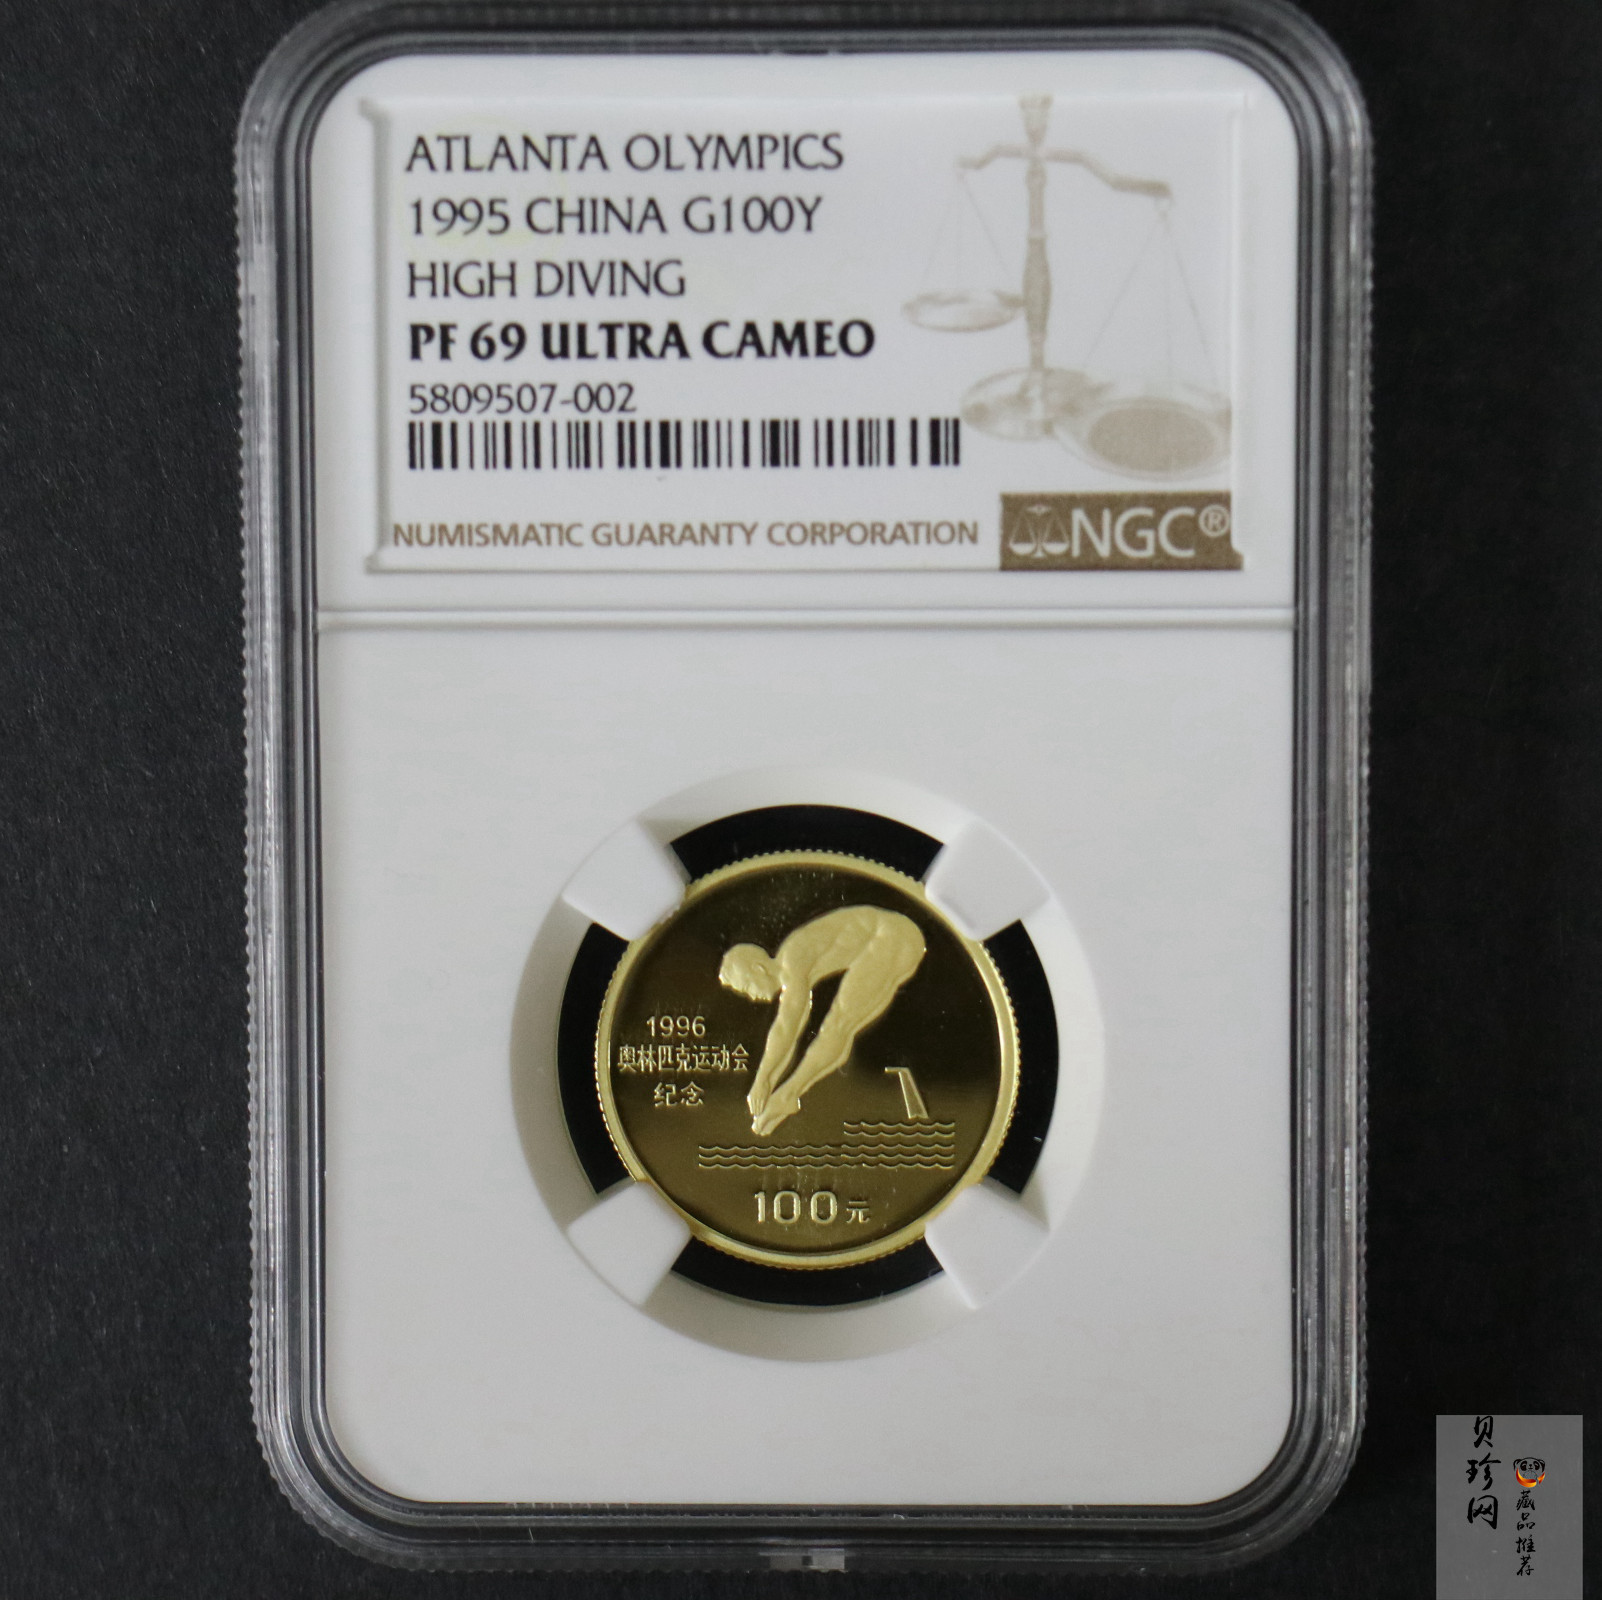 ATLANTA OLYMPICS
1995 CHINA G100Y
HIGH DIVING
PF 69 ULTRA CAMEO
5809507-002
NUMISMATIC GUARANTY CORPORATION
NGC®
1996
奥林匹克运动会
纪念
100元
贝珍网
藏品推荐